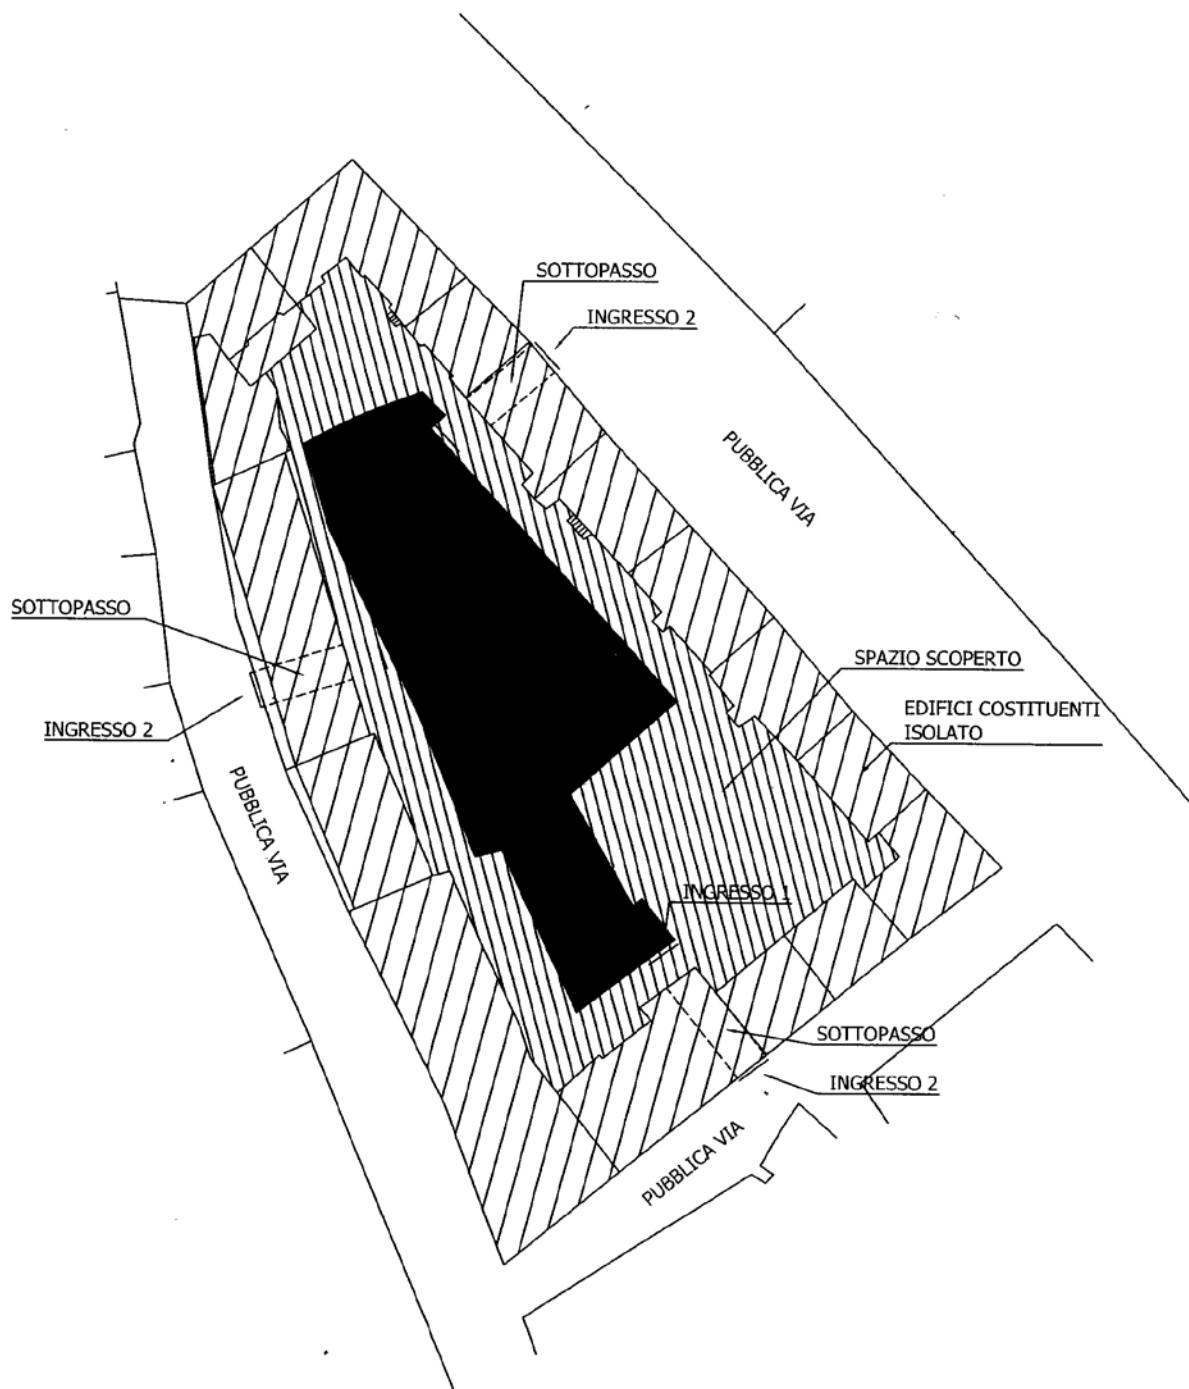 SOTTOPASSO
INGRESSO 2
PUBBLICA VIA
SOTTOPASSO
SPAZIO SCOPERTO
EDIFICI COSTITUENTI
ISOLATO
INGRESSO 2
PUBBLICA VIA
INGRESSO 1
SOTTOPASSO
INGRESSO 2
PUBBLICA VIA